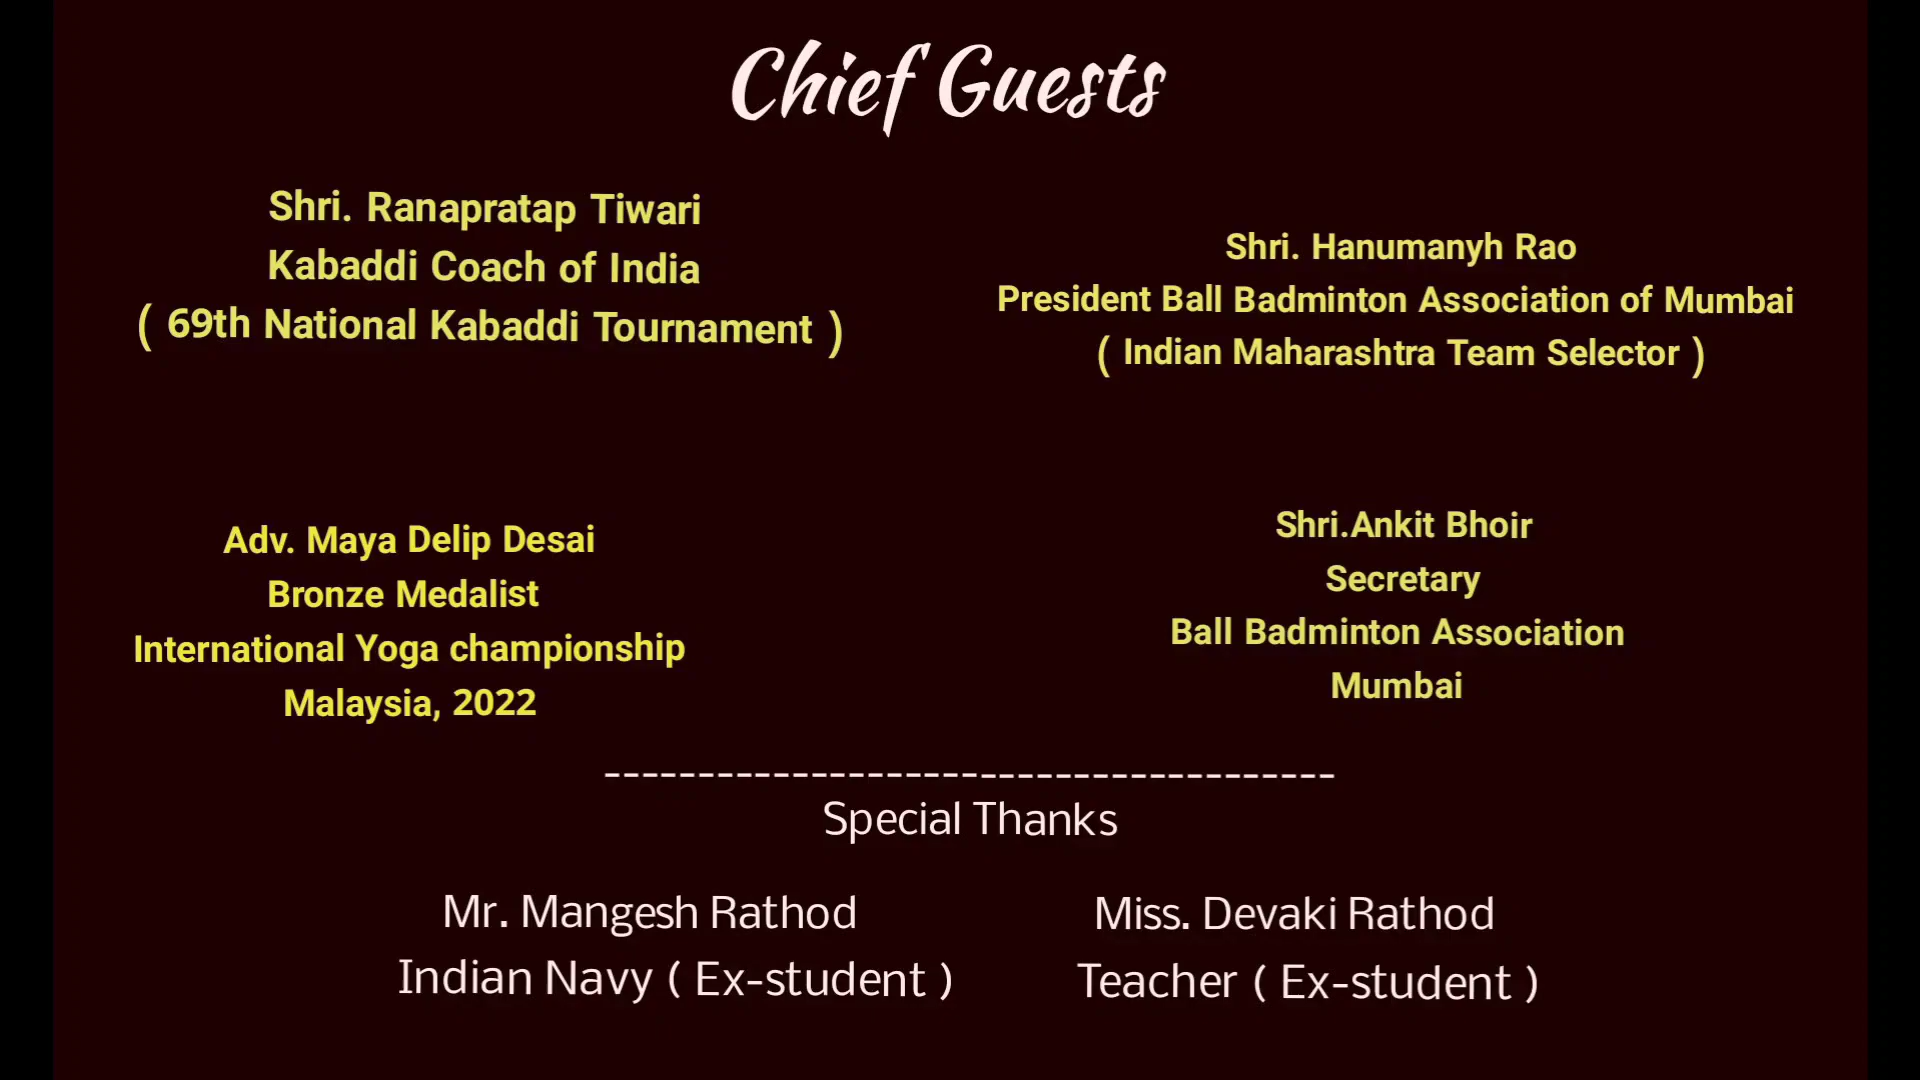 Chief Guests
Shri. Ranapratap Tiwari
Kabaddi Coach of India
( 69th National Kabaddi Tournament )
Shri. Hanumanyh Rao
President Ball Badminton Association of Mumbai
( Indian Maharashtra Team Selector )
Adv. Maya Delip Desai
Bronze Medalist
International Yoga championship
Malaysia, 2022
Shri.Ankit Bhoir
Secretary
Ball Badminton Association
Mumbai
---------------------------------------
Special Thanks
Mr. Mangesh Rathod
Indian Navy ( Ex-student )
Miss. Devaki Rathod
Teacher ( Ex-student )